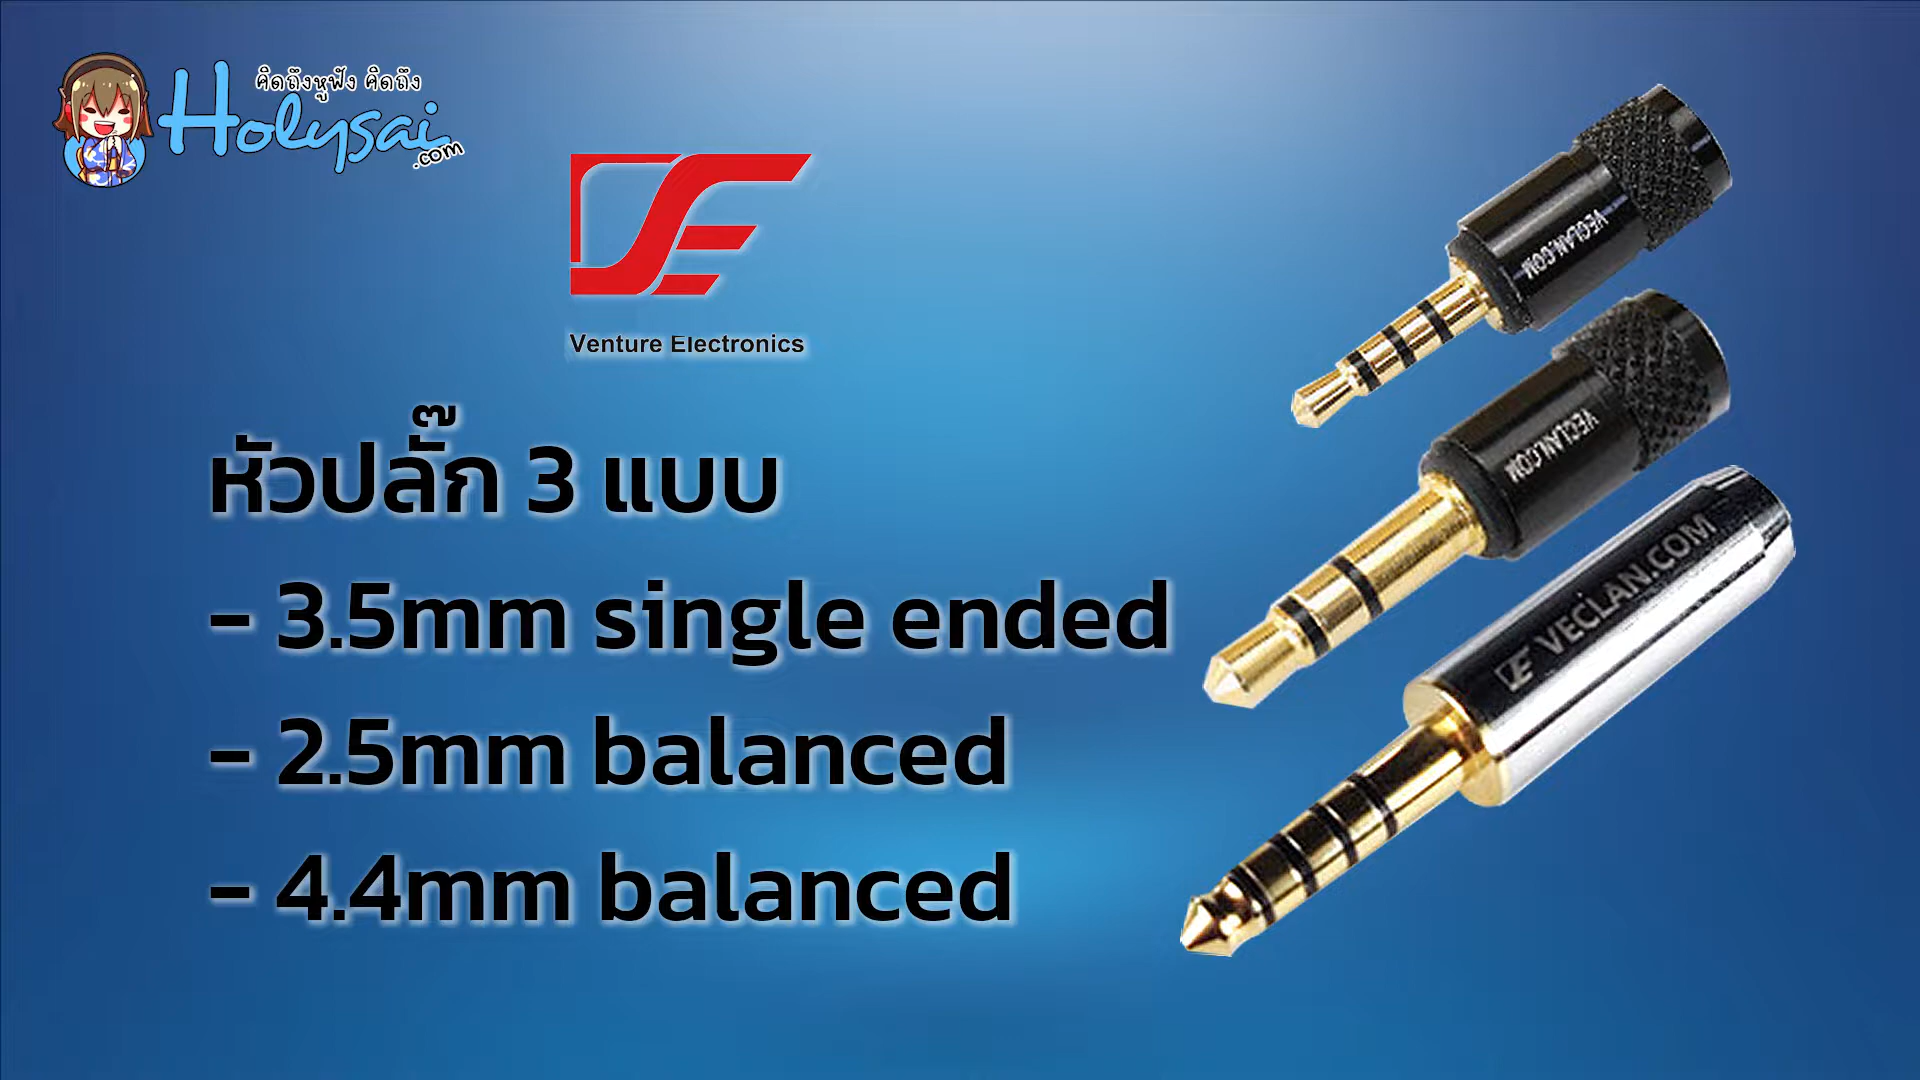 คิดถึงหูฟัง คิดถึง
Holysai
.com
Venture Electronics
หัวปลั๊ก 3 แบบ
- 3.5mm single ended
- 2.5mm balanced
- 4.4mm balanced
VECLAN.COM
VECLAN.COM
VE VECLAN.COM